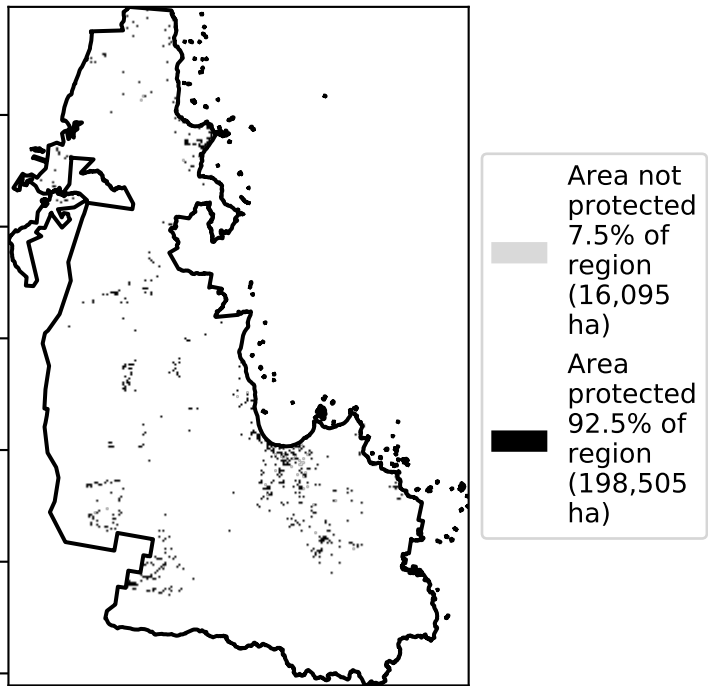 Area not
protected
7.5% of
region
(16,095
ha)
Area
protected
92.5% of
region
(198,505
ha)